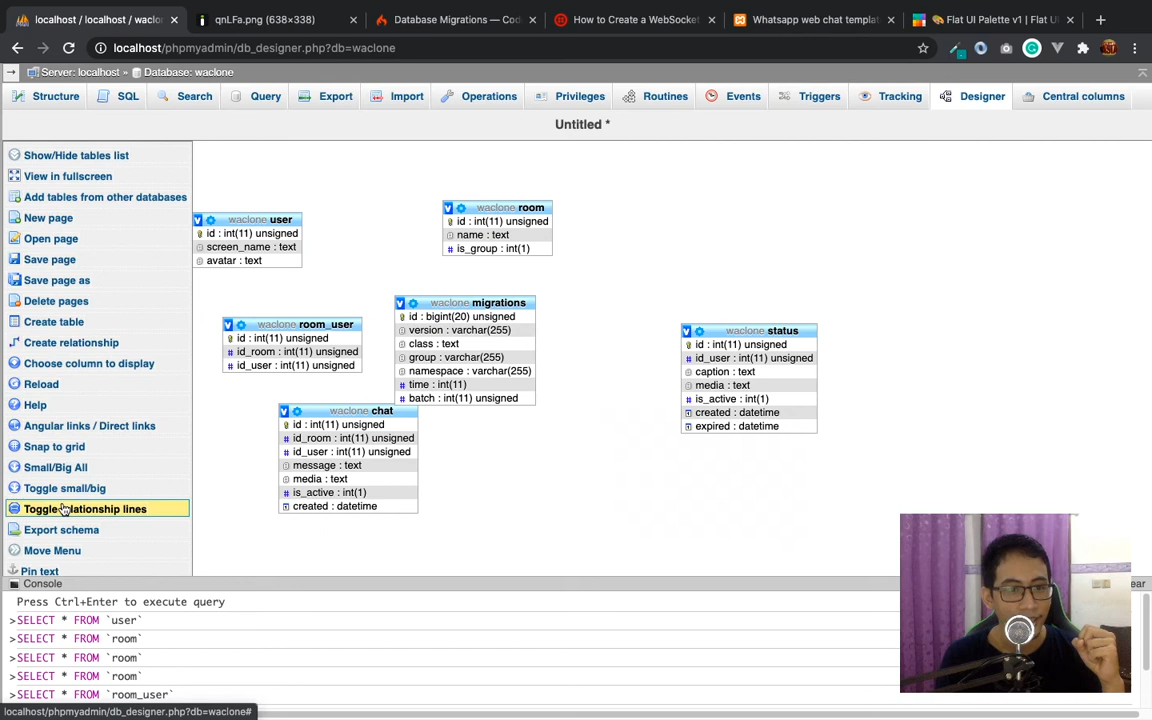 localhost / localhost / waclon
qnLFa.png (638×338)
Database Migrations — Cod
How to Create a WebSocket
Whatsapp web chat templat
Flat UI Palette v1 | Flat UI
localhost/phpmyadmin/db_designer.php?db=waclone
Server: localhost » Database: waclone
Structure
SQL
Search
Query
Export
Import
Operations
Privileges
Routines
Events
Triggers
Tracking
Designer
Central columns
Untitled *
Show/Hide tables list
View in fullscreen
Add tables from other databases
New page
Open page
Save page
Save page as
Delete pages
Create table
Create relationship
Choose column to display
Reload
Help
Angular links / Direct links
Snap to grid
Small/Big All
Toggle small/big
Toggle relationship lines
Export schema
Move Menu
Pin text
waclone user
id : int(11) unsigned
screen_name : text
avatar : text
waclone room
id : int(11) unsigned
name : text
is_group : int(1)
waclone room_user
id : int(11) unsigned
id_room : int(11) unsigned
id_user : int(11) unsigned
waclone migrations
id : bigint(20) unsigned
version : varchar(255)
class : text
group : varchar(255)
namespace : varchar(255)
time : int(11)
batch : int(11) unsigned
waclone chat
id : int(11) unsigned
id_room : int(11) unsigned
id_user : int(11) unsigned
message : text
media : text
is_active : int(1)
created : datetime
waclone status
id : int(11) unsigned
id_user : int(11) unsigned
caption : text
media : text
is_active : int(1)
created : datetime
expired : datetime
Console
ear
Press Ctrl+Enter to execute query
>SELECT * FROM `user`
>SELECT * FROM `room`
>SELECT * FROM `room`
>SELECT * FROM `room`
>SELECT * FROM `room_user`
localhost/phpmyadmin/db_designer.php?db=waclone#